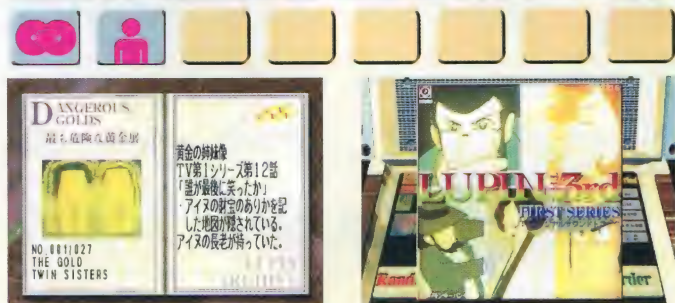 DANGEROUS
GOLDS
最も危険な黄金展
NO.001/027
THE GOLD
TWIN SISTERS
黄金の姉妹像
TV第1シリーズ第12話
「誰が最後に笑ったか」
・アイヌの財宝のありかを記
した地図が隠されている。
アイヌの長老が持っていた。
LUPIN
ARCHIVES
LUPIN THE 3rd
FIRST SERIES